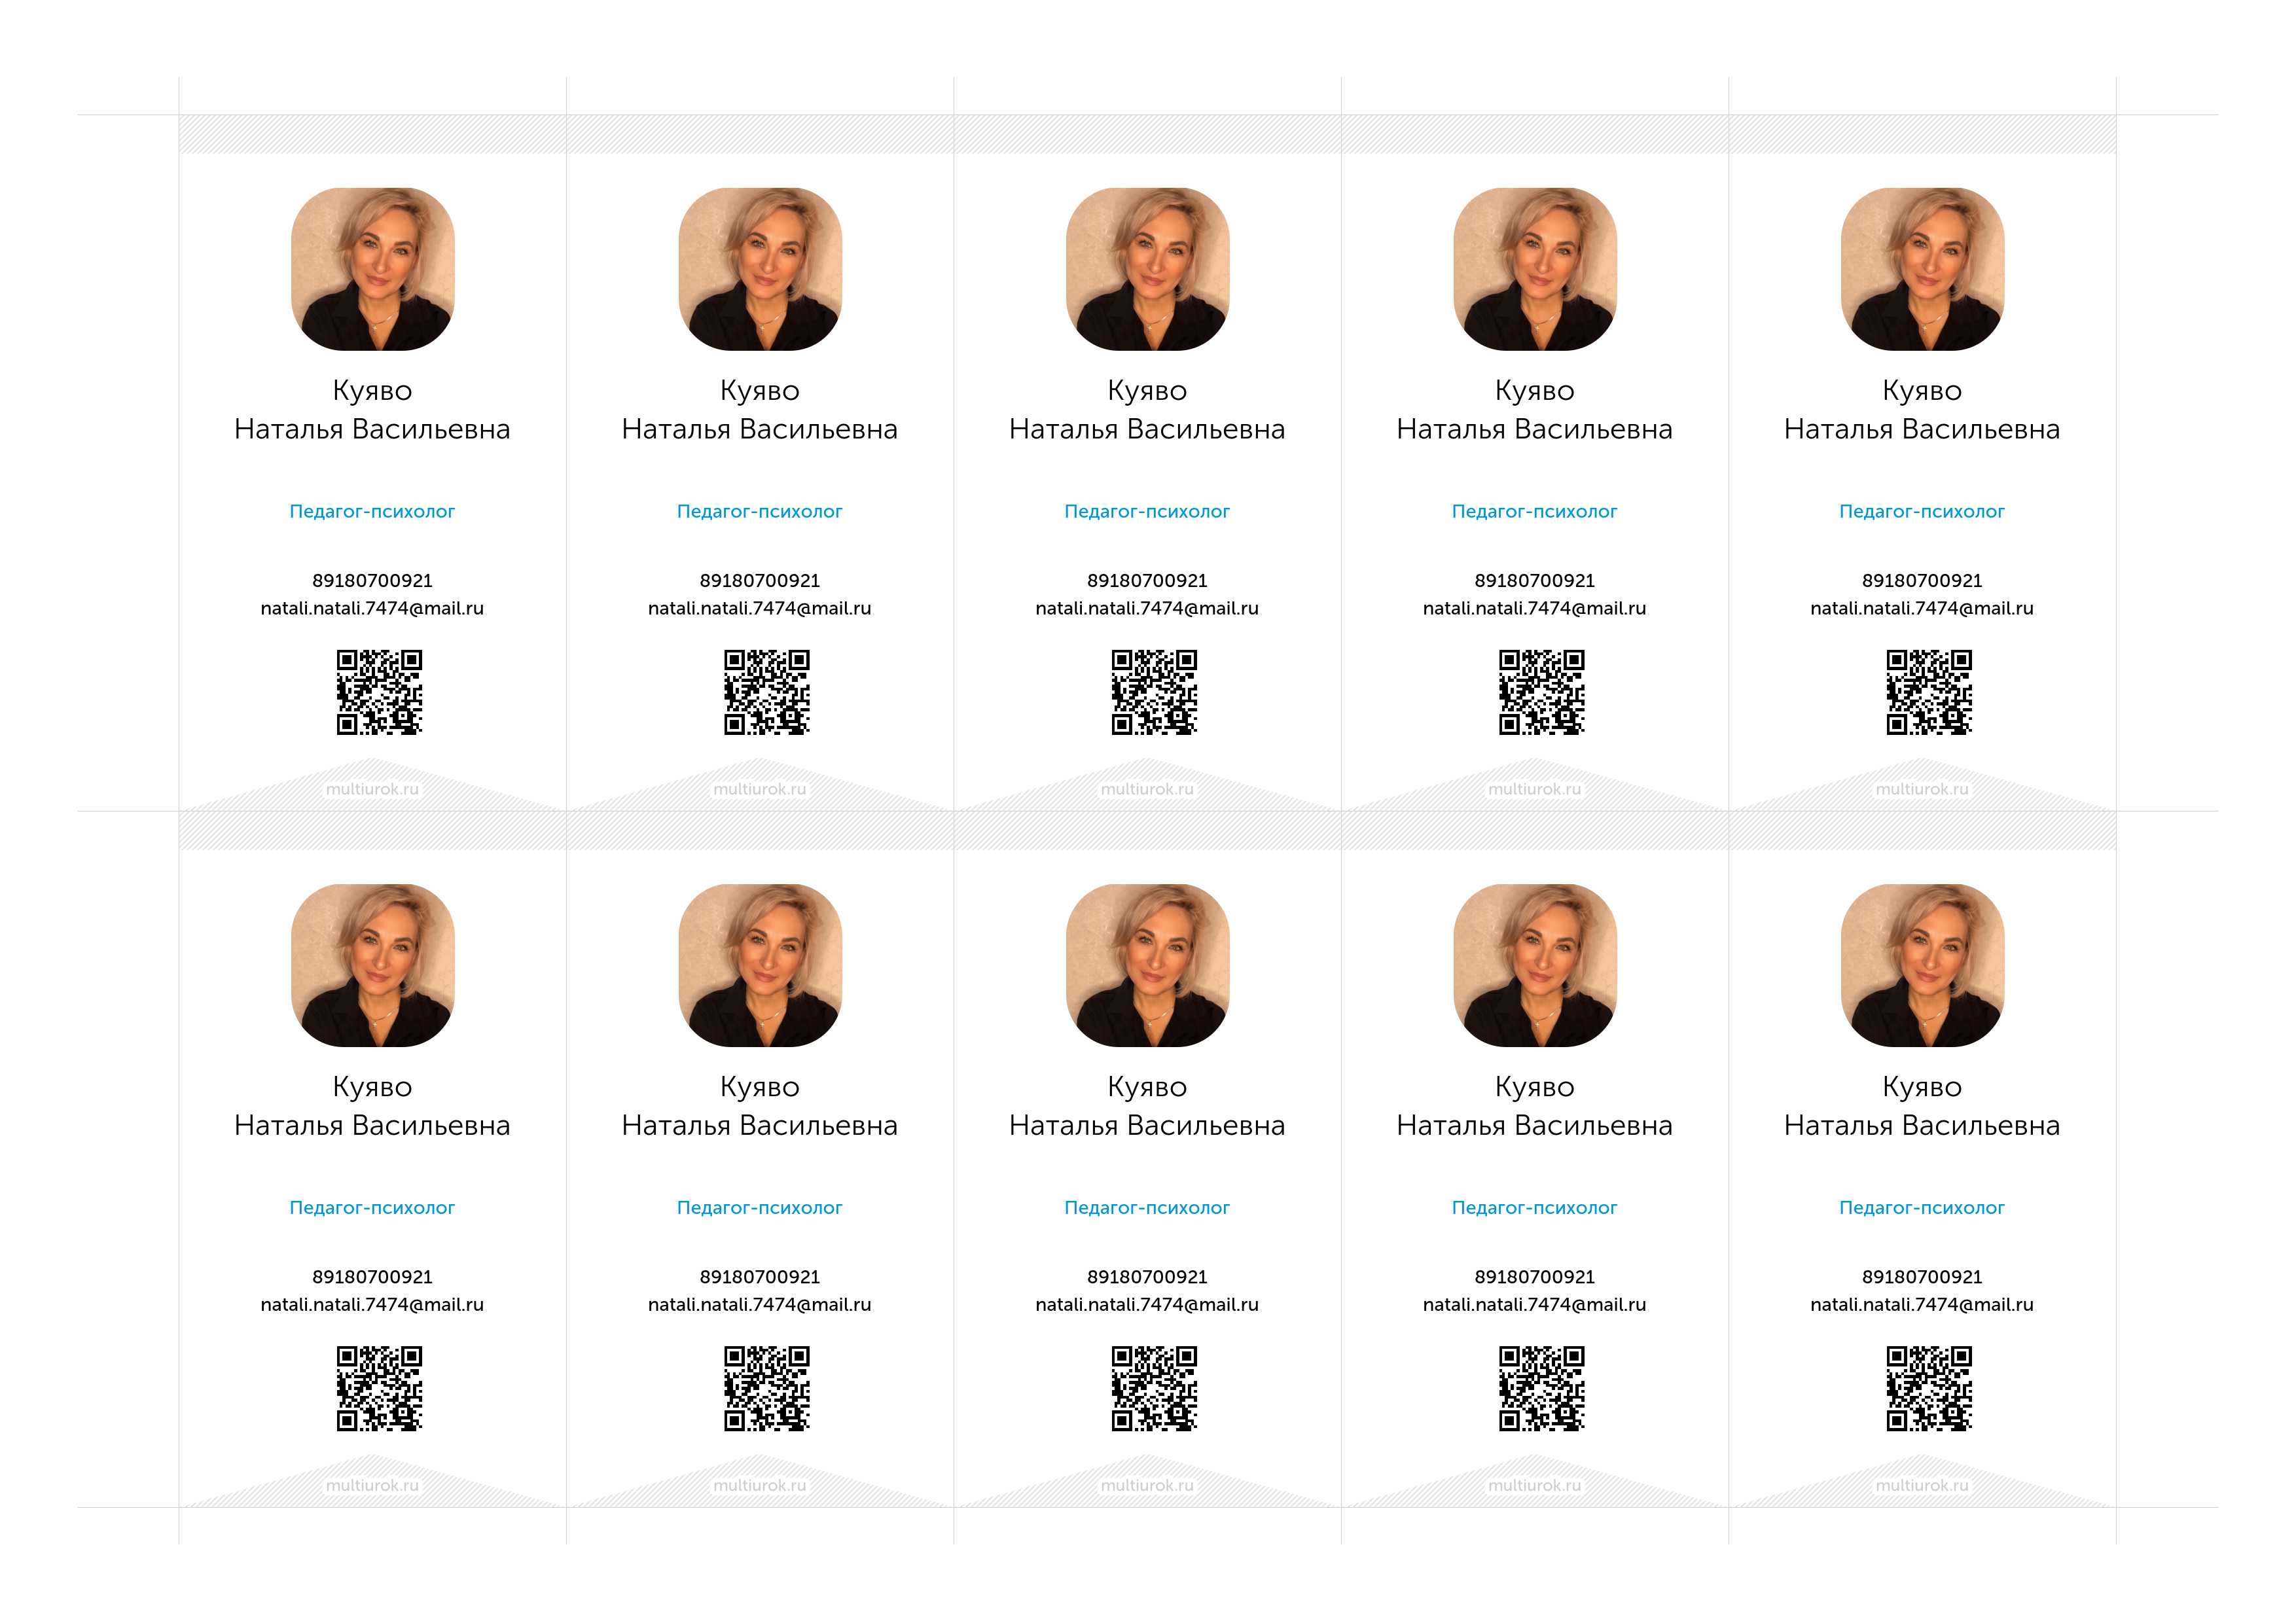 Куяво
Наталья Васильевна
Педагог-психолог
89180700921
natali.natali.7474@mail.ru
multiurok.ru
Куяво
Наталья Васильевна
Педагог-психолог
89180700921
natali.natali.7474@mail.ru
multiurok.ru
Куяво
Наталья Васильевна
Педагог-психолог
89180700921
natali.natali.7474@mail.ru
multiurok.ru
Куяво
Наталья Васильевна
Педагог-психолог
89180700921
natali.natali.7474@mail.ru
multiurok.ru
Куяво
Наталья Васильевна
Педагог-психолог
89180700921
natali.natali.7474@mail.ru
multiurok.ru
Куяво
Наталья Васильевна
Педагог-психолог
89180700921
natali.natali.7474@mail.ru
multiurok.ru
Куяво
Наталья Васильевна
Педагог-психолог
89180700921
natali.natali.7474@mail.ru
multiurok.ru
Куяво
Наталья Васильевна
Педагог-психолог
89180700921
natali.natali.7474@mail.ru
multiurok.ru
Куяво
Наталья Васильевна
Педагог-психолог
89180700921
natali.natali.7474@mail.ru
multiurok.ru
Куяво
Наталья Васильевна
Педагог-психолог
89180700921
natali.natali.7474@mail.ru
multiurok.ru